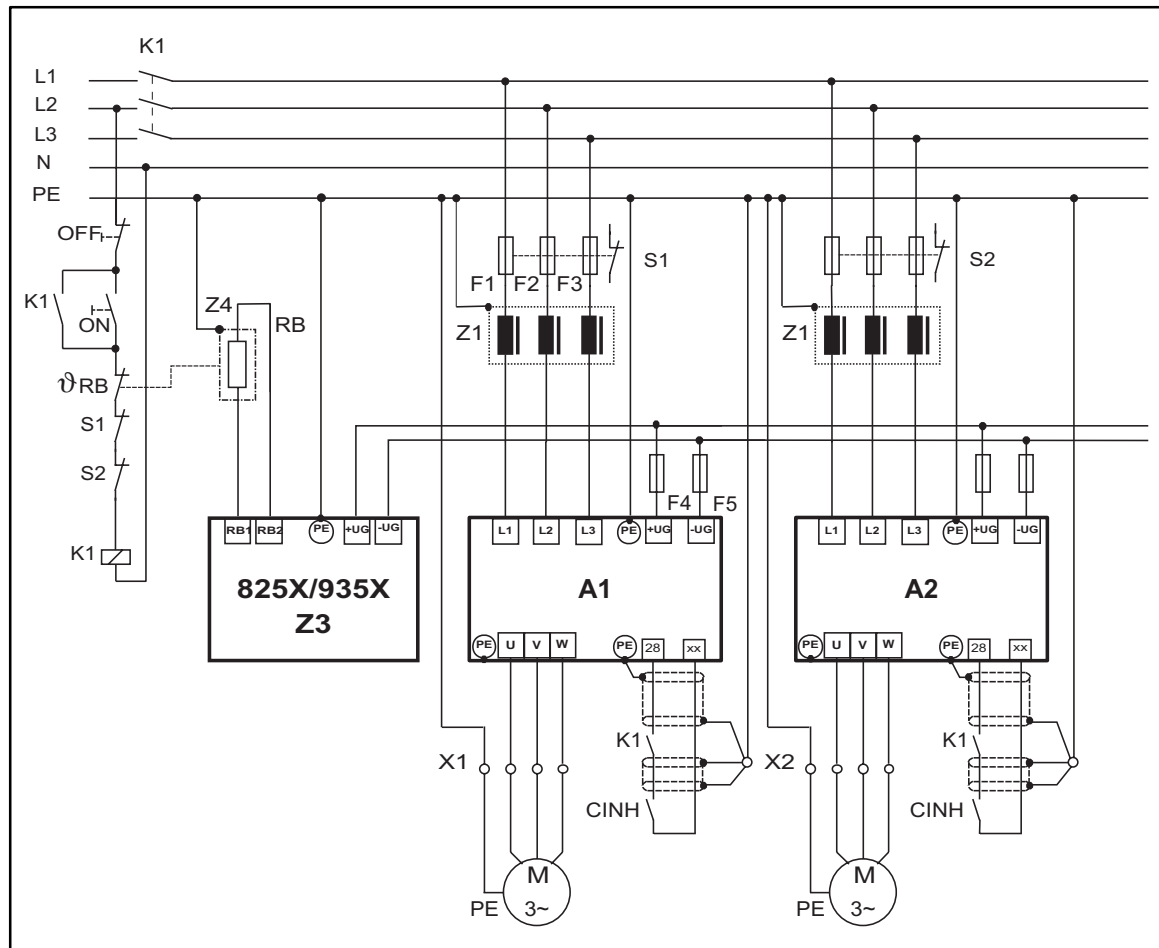 K1
L1
L2
L3
N
PE
OFF
K1
ON
ϑ RB
S1
S2
K1
Z4
RB
F1 F2 F3
S1
Z1
S2
Z1
F4 F5
RB1 RB2 PE +UG -UG
825X/935X
Z3
L1 L2 L3 PE +UG -UG
A1
PE U V W PE 28 xx
L1 L2 L3 PE +UG -UG
A2
PE U V W PE 28 xx
X1
K1
CINH
M
3~
PE
X2
K1
CINH
M
3~
PE